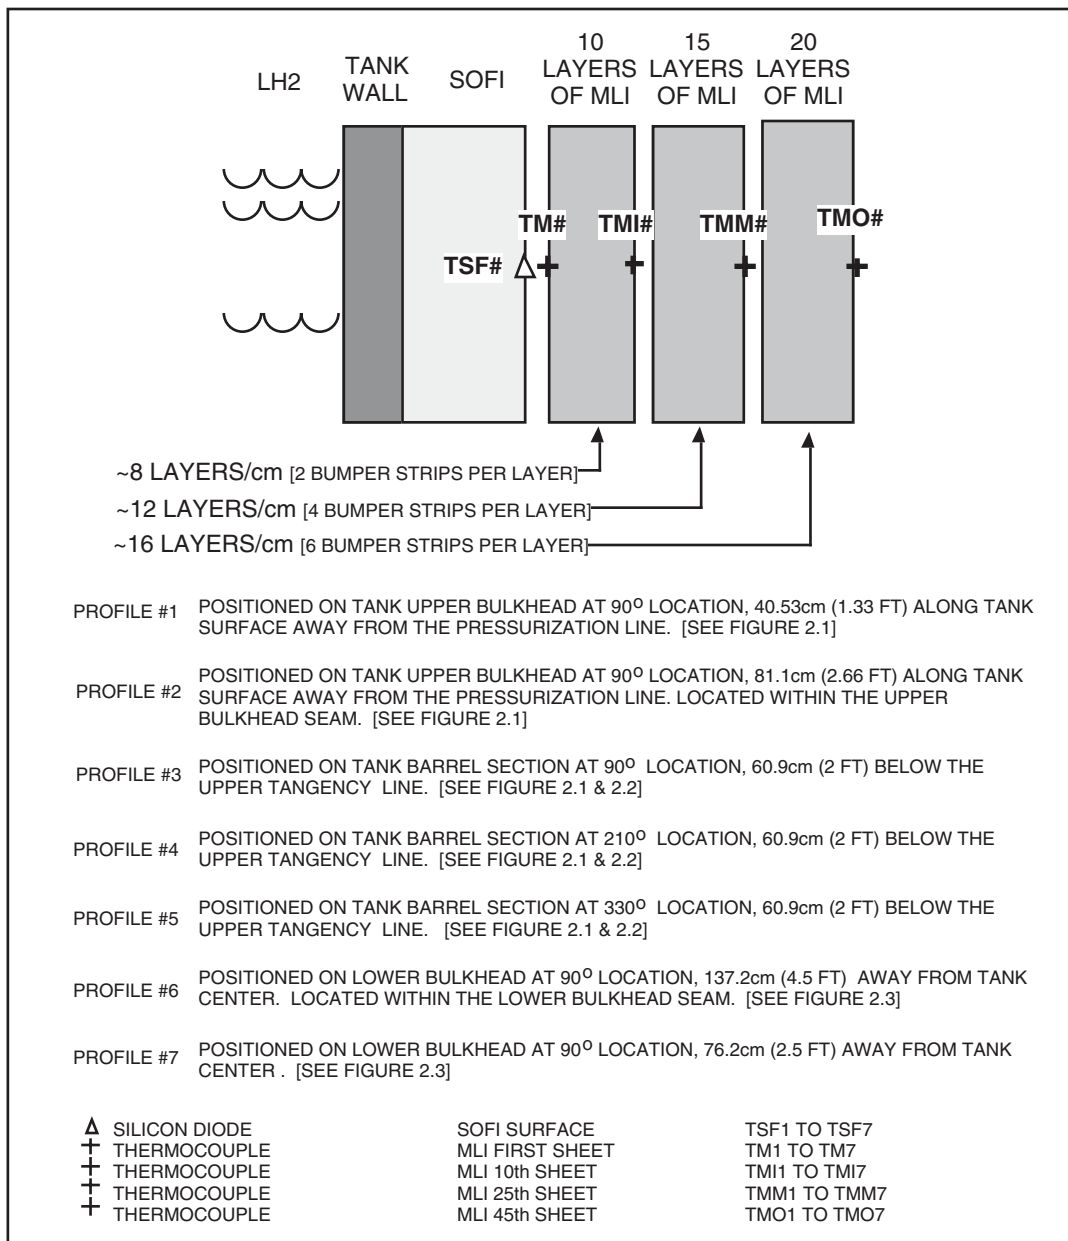 LH2
TANK
WALL
SOFI
10
LAYERS
OF MLI
15
LAYERS
OF MLI
20
LAYERS
OF MLI
TSF#
TM#
TMI#
TMM#
TMO#
~8 LAYERS/cm [2 BUMPER STRIPS PER LAYER]
~12 LAYERS/cm [4 BUMPER STRIPS PER LAYER]
~16 LAYERS/cm [6 BUMPER STRIPS PER LAYER]
PROFILE #1 POSITIONED ON TANK UPPER BULKHEAD AT 90º LOCATION, 40.53cm (1.33 FT) ALONG TANK
SURFACE AWAY FROM THE PRESSURIZATION LINE. [SEE FIGURE 2.1]
PROFILE #2 POSITIONED ON TANK UPPER BULKHEAD AT 90º LOCATION, 81.1cm (2.66 FT) ALONG TANK
SURFACE AWAY FROM THE PRESSURIZATION LINE. LOCATED WITHIN THE UPPER
BULKHEAD SEAM. [SEE FIGURE 2.1]
PROFILE #3 POSITIONED ON TANK BARREL SECTION AT 90º LOCATION, 60.9cm (2 FT) BELOW THE
UPPER TANGENCY LINE. [SEE FIGURE 2.1 & 2.2]
PROFILE #4 POSITIONED ON TANK BARREL SECTION AT 210º LOCATION, 60.9cm (2 FT) BELOW THE
UPPER TANGENCY LINE. [SEE FIGURE 2.1 & 2.2]
PROFILE #5 POSITIONED ON TANK BARREL SECTION AT 330º LOCATION, 60.9cm (2 FT) BELOW THE
UPPER TANGENCY LINE. [SEE FIGURE 2.1 & 2.2]
PROFILE #6 POSITIONED ON LOWER BULKHEAD AT 90º LOCATION, 137.2cm (4.5 FT) AWAY FROM TANK
CENTER. LOCATED WITHIN THE LOWER BULKHEAD SEAM. [SEE FIGURE 2.3]
PROFILE #7 POSITIONED ON LOWER BULKHEAD AT 90º LOCATION, 76.2cm (2.5 FT) AWAY FROM TANK
CENTER . [SEE FIGURE 2.3]
SILICON DIODE SOFI SURFACE TSF1 TO TSF7
THERMOCOUPLE MLI FIRST SHEET TM1 TO TM7
THERMOCOUPLE MLI 10th SHEET TMI1 TO TMI7
THERMOCOUPLE MLI 25th SHEET TMM1 TO TMM7
THERMOCOUPLE MLI 45th SHEET TMO1 TO TMO7